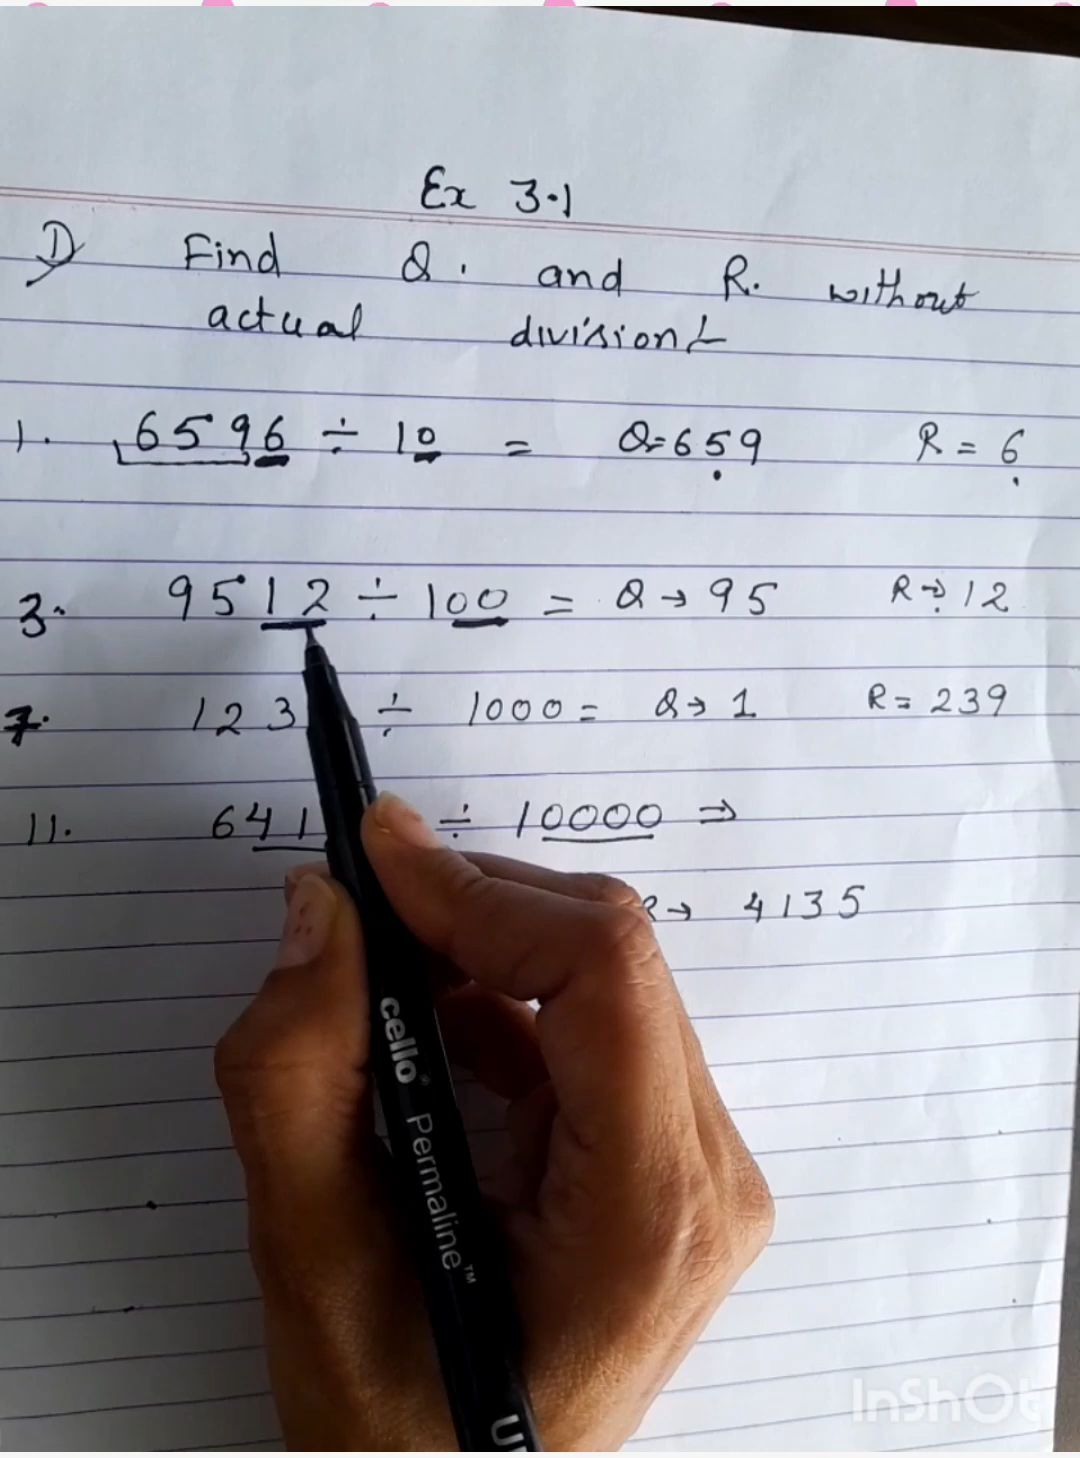 Ex 3.1
I) Find Q. and R. without
actual division:-
1. 6596 ÷ 10 = Q=659 R = 6
3. 9512 ÷ 100 = Q → 95 R → 12
7. 123 ÷ 1000 = Q → 1 R = 239
11. 641 ÷ 10000 ⇒
R → 4135
cello Permaline™
InShOt